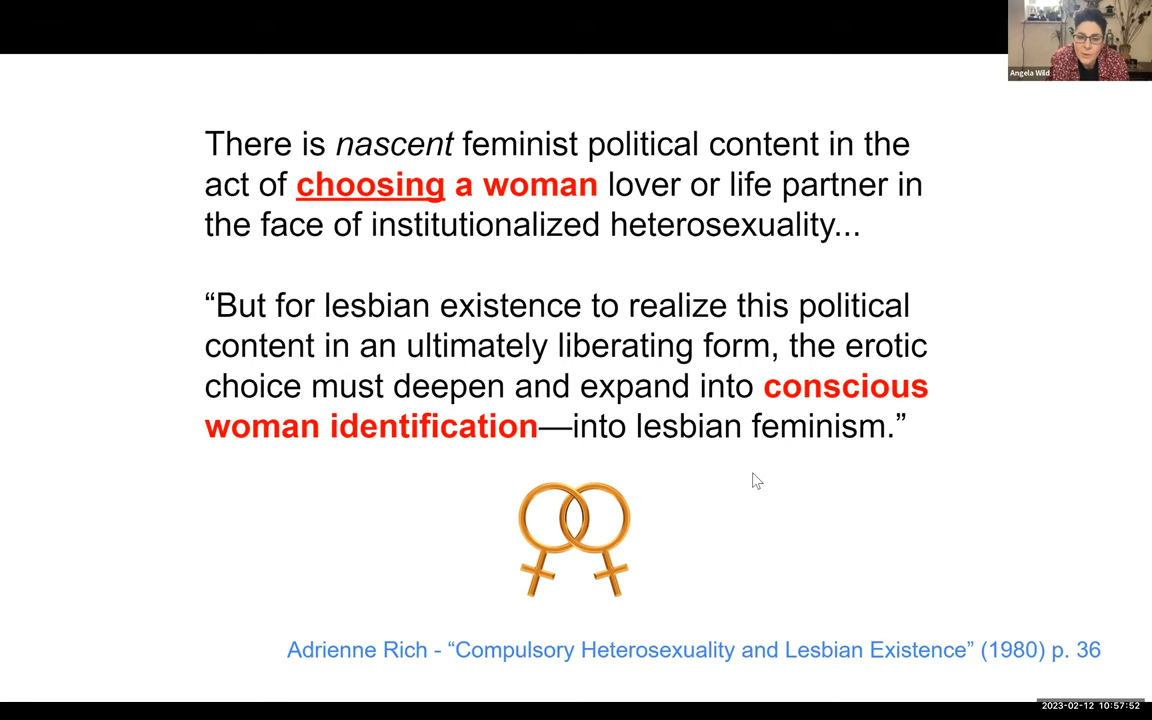 Angela Wild
There is nascent feminist political content in the
act of choosing a woman lover or life partner in
the face of institutionalized heterosexuality...
“But for lesbian existence to realize this political
content in an ultimately liberating form, the erotic
choice must deepen and expand into conscious
woman identification—into lesbian feminism.”
Adrienne Rich - “Compulsory Heterosexuality and Lesbian Existence” (1980) p. 36
2023-02-12 10:57:52